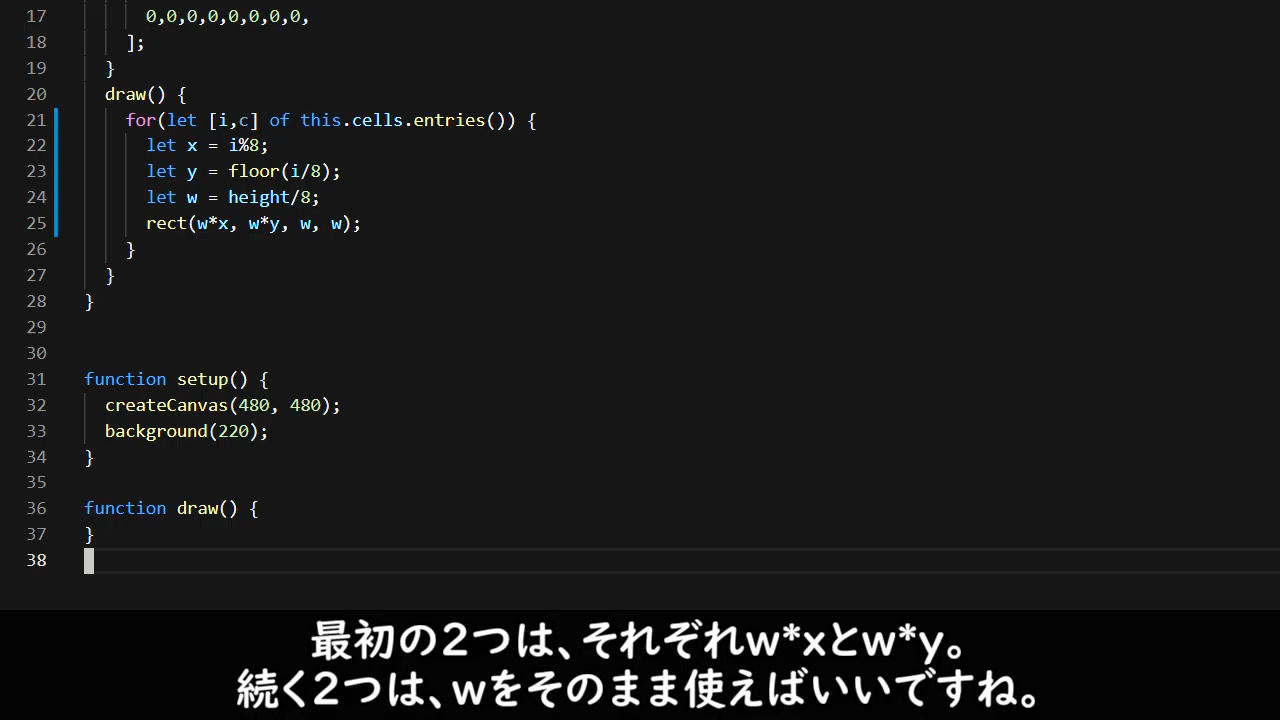 17 0,0,0,0,0,0,0,0,
18 ];
19 }
20 draw() {
21 for(let [i,c] of this.cells.entries()) {
22 let x = i%8;
23 let y = floor(i/8);
24 let w = height/8;
25 rect(w*x, w*y, w, w);
26 }
27 }
28 }
29
30
31 function setup() {
32 createCanvas(480, 480);
33 background(220);
34 }
35
36 function draw() {
37 }
38
最初の2つは、それぞれw*xとw*y。
続く2つは、wをそのまま使えばいいですね。